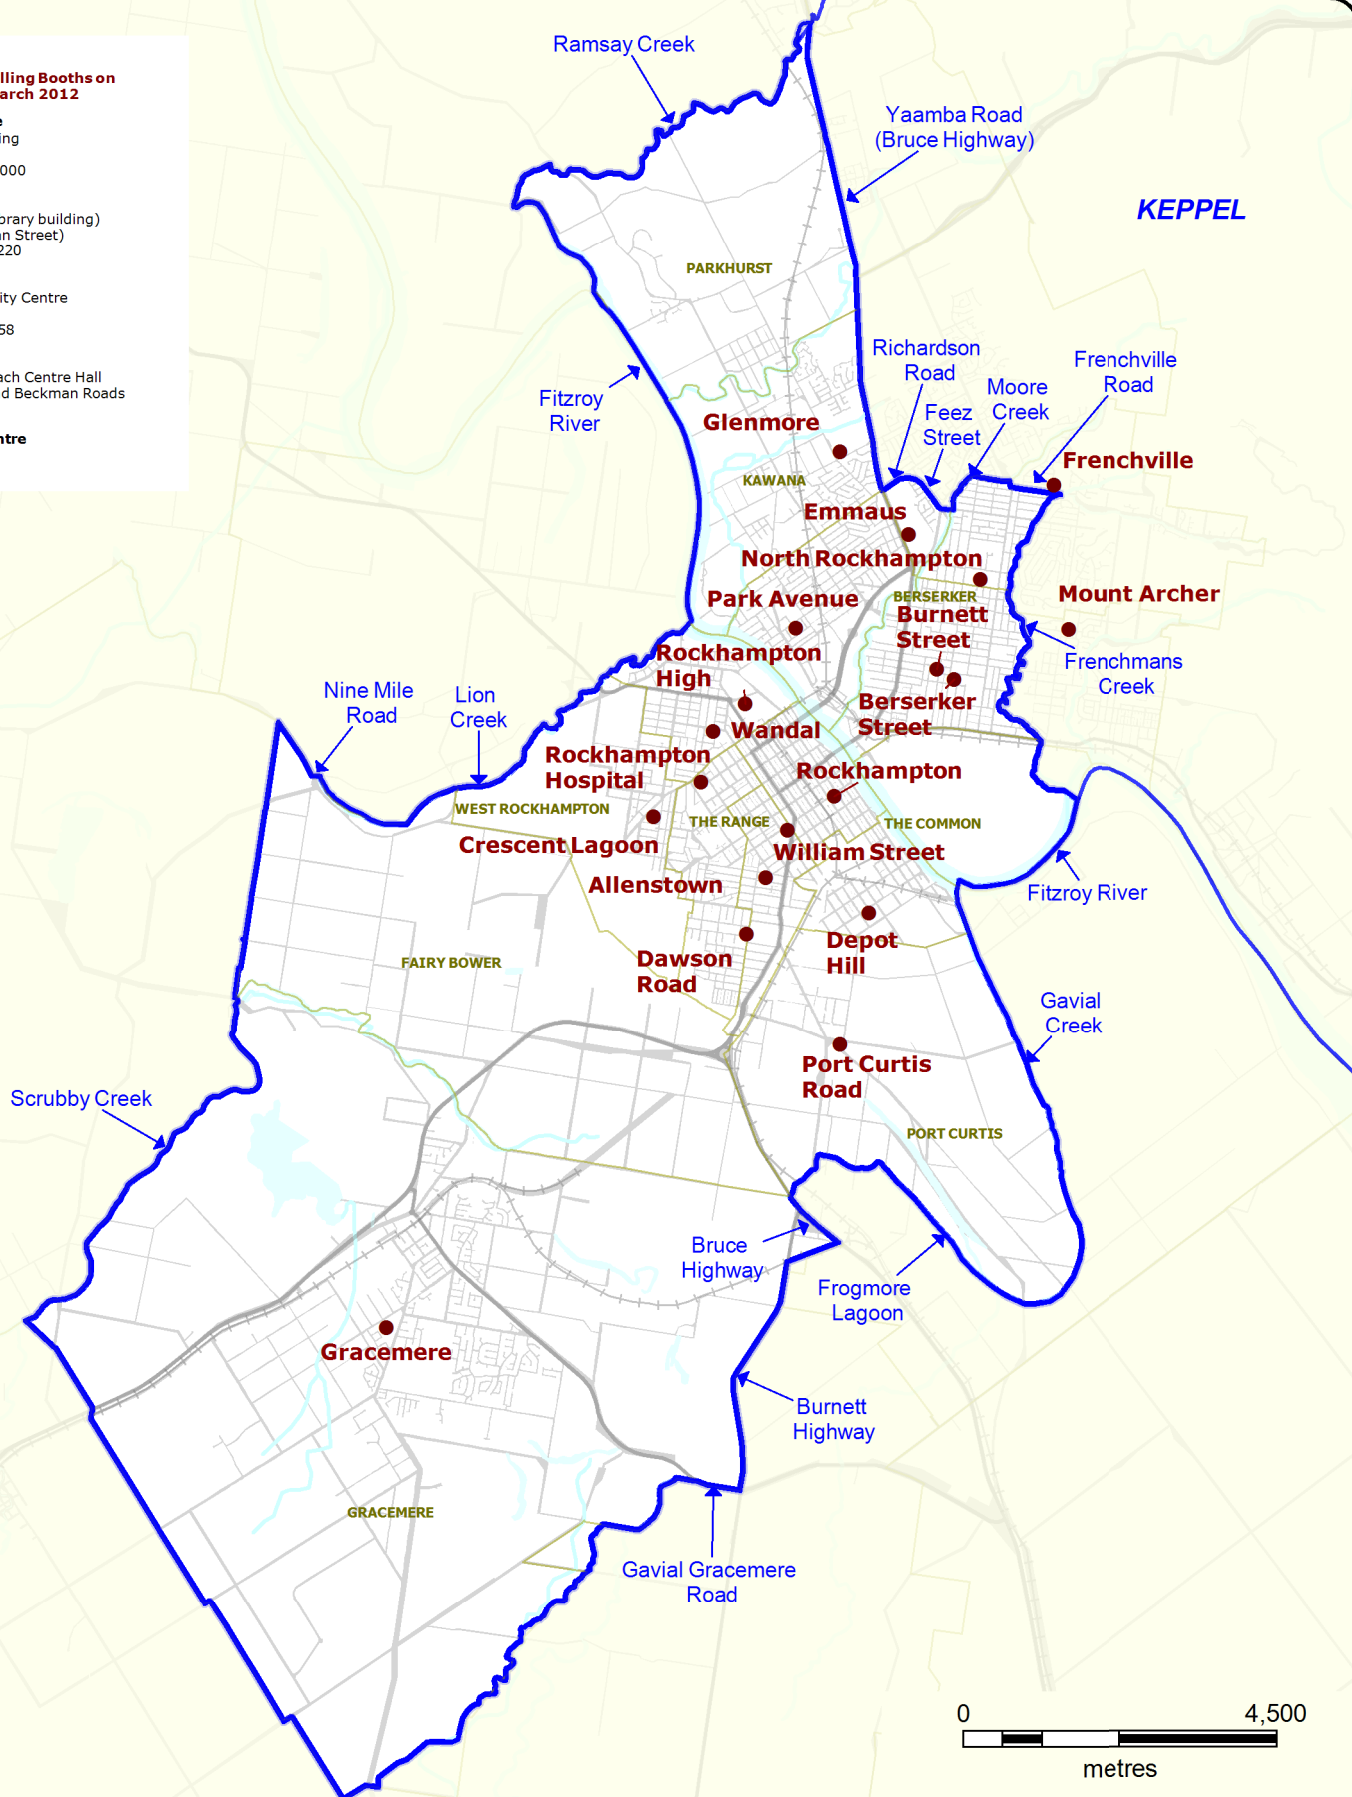 Ramsay Creek
Yaamba Road
(Bruce Highway)
KEPPEL
lling Booths on
arch 2012
e
ing
000
brary building)
n Street)
220
ity Centre
58
ach Centre Hall
d Beckman Roads
ntre
PARKHURST
Fitzroy
River
Richardson
Road
Feez
Street
Moore
Creek
Frenchville
Road
Glenmore
Frenchville
KAWANA
Emmaus
North Rockhampton
BERSERKER
Park Avenue
Burnett
Street
Mount Archer
Rockhampton
High
Frenchmans
Creek
Nine Mile
Road
Lion
Creek
Berserker
Street
Wandal
Rockhampton
Hospital
Rockhampton
WEST ROCKHAMPTON
THE RANGE
THE COMMON
Crescent Lagoon
William Street
Allenstown
Fitzroy River
Depot
Hill
Dawson
Road
FAIRY BOWER
Gavial
Creek
Port Curtis
Road
Scrubby Creek
PORT CURTIS
Bruce
Highway
Frogmore
Lagoon
Gracemere
Burnett
Highway
GRACEMERE
Gavial Gracemere
Road
0 4,500
metres